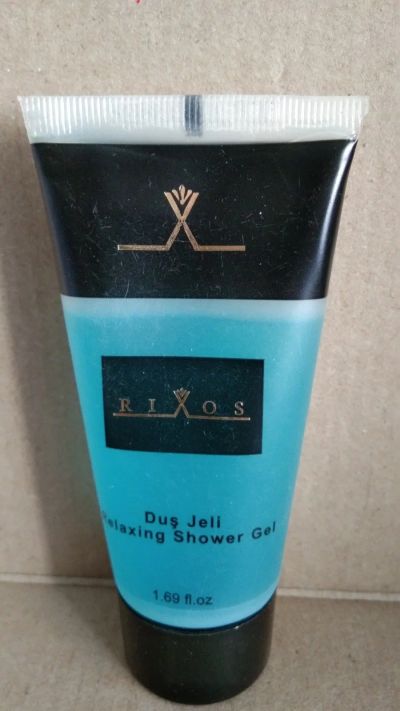 RIXOS
Duş Jeli
Relaxing Shower Gel
1.69 fl.oz